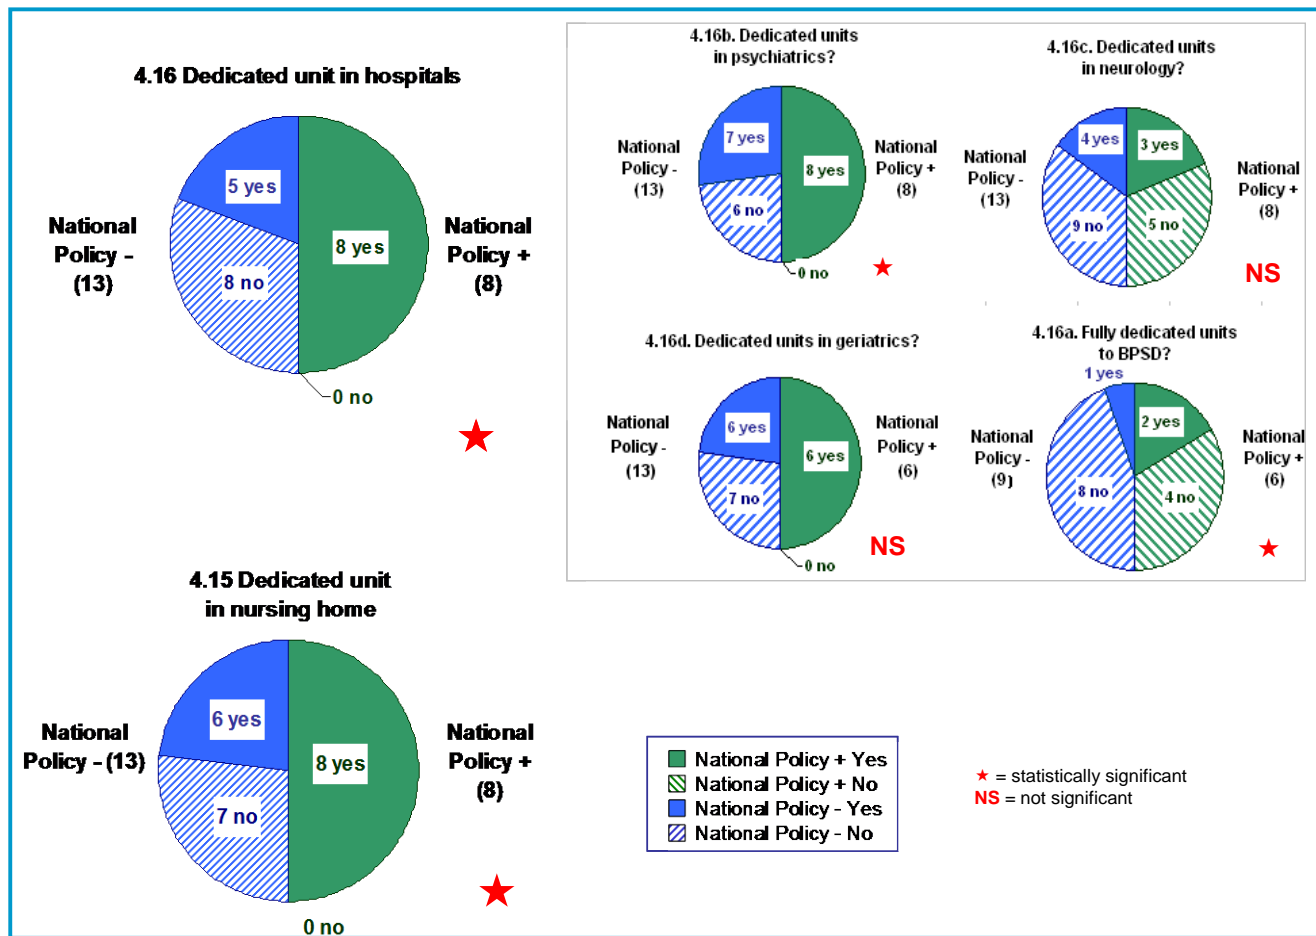 4.16 Dedicated unit in hospitals
National
Policy -
(13)
5 yes
8 no
8 yes
0 no
National
Policy +
(8)
★
4.16b. Dedicated units
in psychiatrics?
National
Policy -
(13)
7 yes
6 no
8 yes
0 no
National
Policy +
(8)
★
4.16c. Dedicated units
in neurology?
National
Policy -
(13)
4 yes
9 no
3 yes
5 no
National
Policy +
(8)
NS
4.16d. Dedicated units in geriatrics?
National
Policy -
(13)
6 yes
7 no
6 yes
0 no
National
Policy +
(6)
NS
4.16a. Fully dedicated units
to BPSD?
National
Policy -
(9)
1 yes
8 no
2 yes
4 no
National
Policy +
(6)
★
4.15 Dedicated unit
in nursing home
National
Policy - (13)
6 yes
7 no
8 yes
0 no
National
Policy +
(8)
★
National Policy + Yes
National Policy + No
National Policy - Yes
National Policy - No
★ = statistically significant
NS = not significant